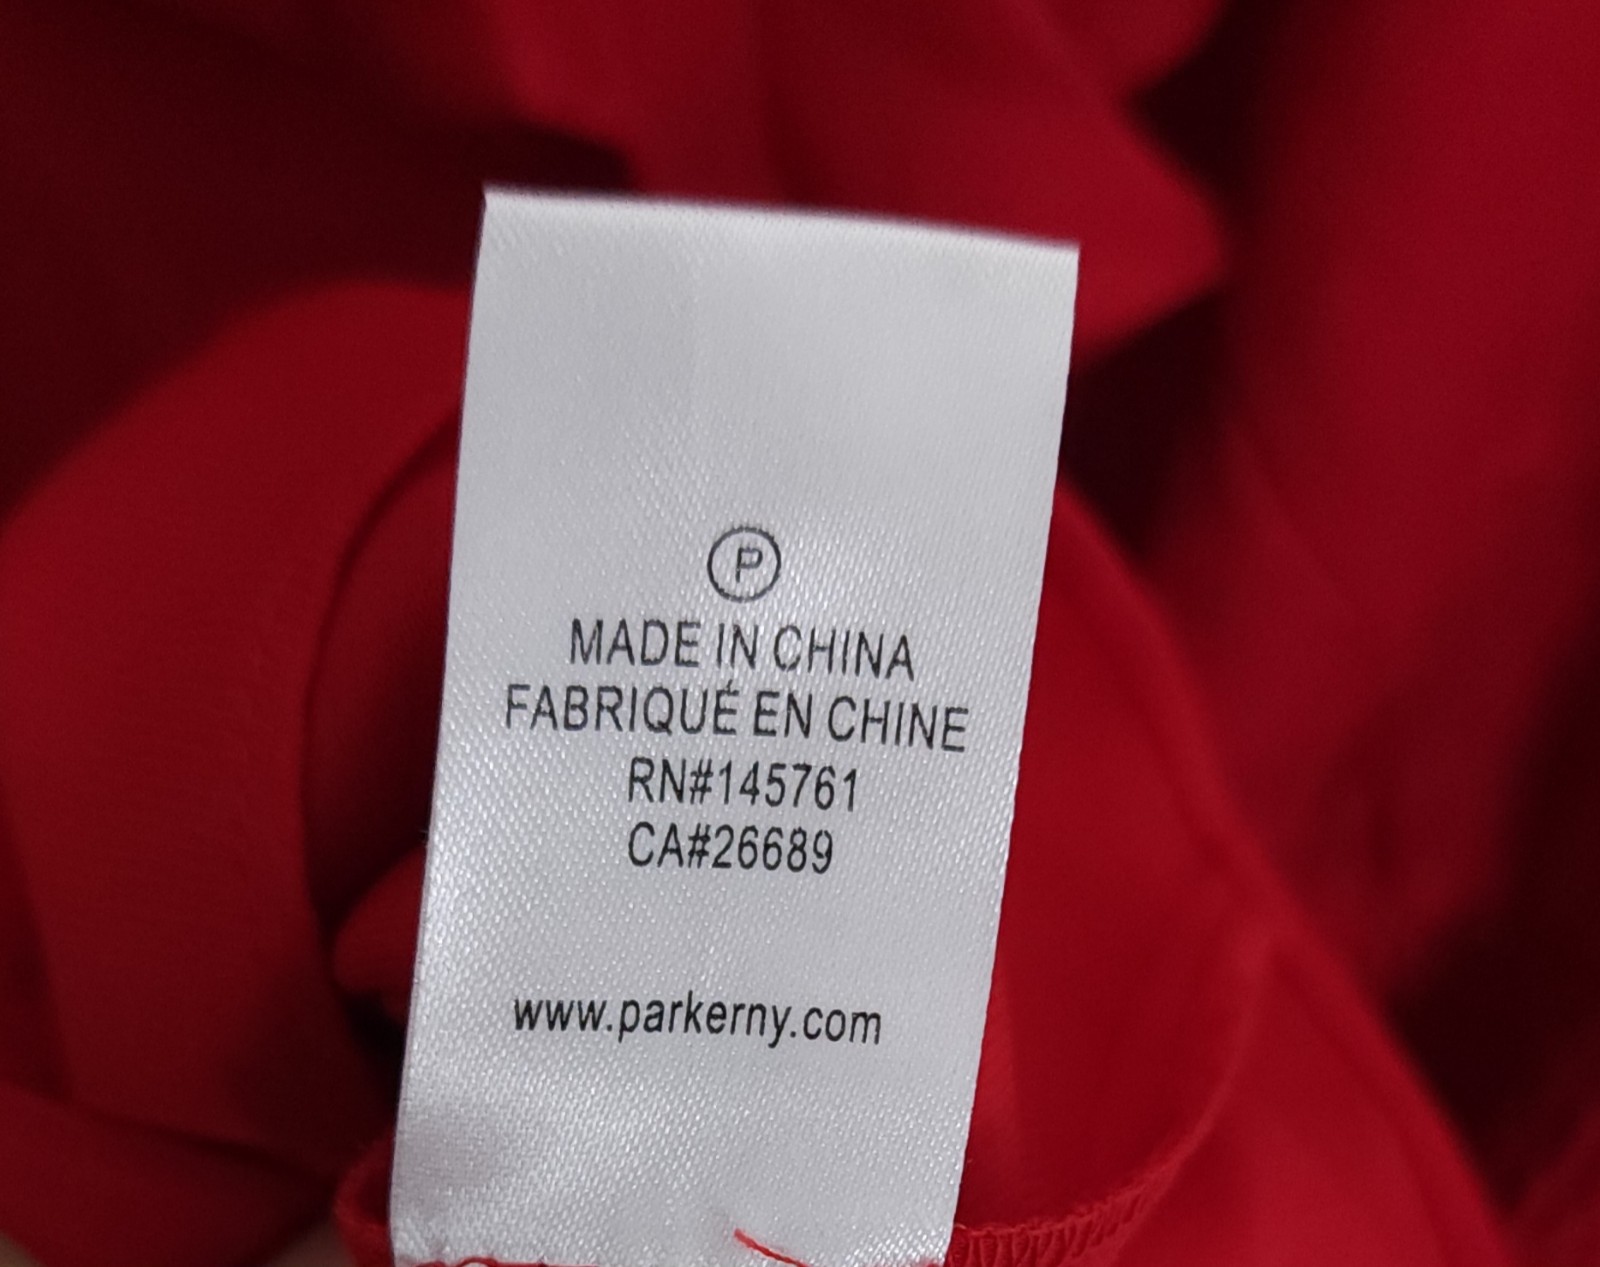 P
MADE IN CHINA
FABRIQUÉ EN CHINE
RN#145761
CA#26689
www.parkerny.com